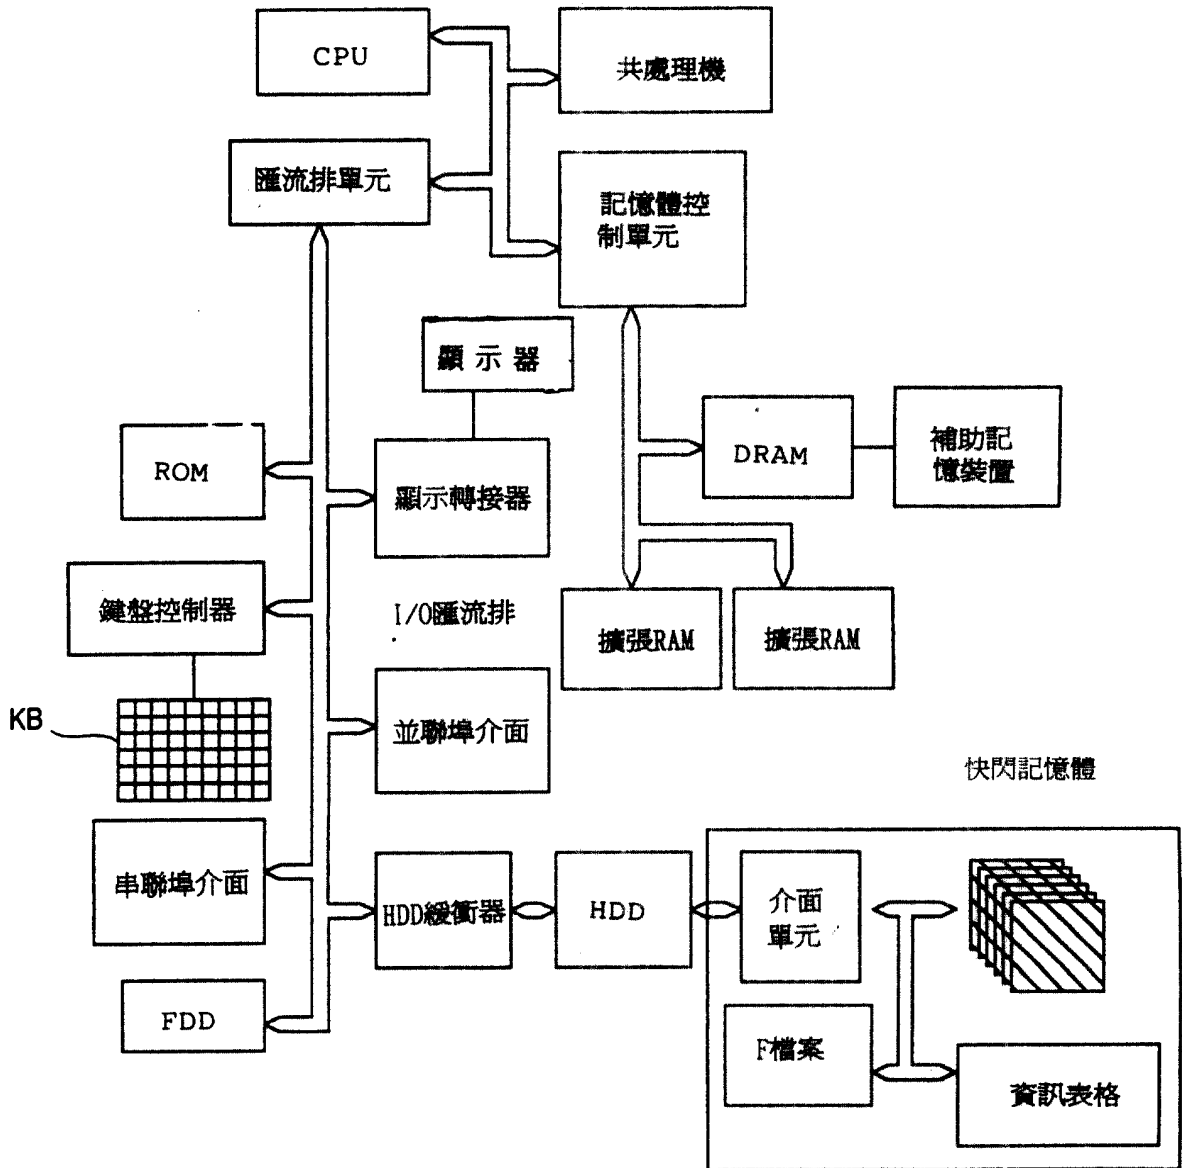 CPU
共處理機
匯流排單元
記憶體控
制單元
顯示器
ROM
顯示轉接器
DRAM
補助記
憶裝置
鍵盤控制器
I/O匯流排
擴張RAM
擴張RAM
KB
並聯埠介面
快閃記憶體
串聯埠介面
HDD緩衝器
HDD
介面
單元
FDD
F檔案
資訊表格